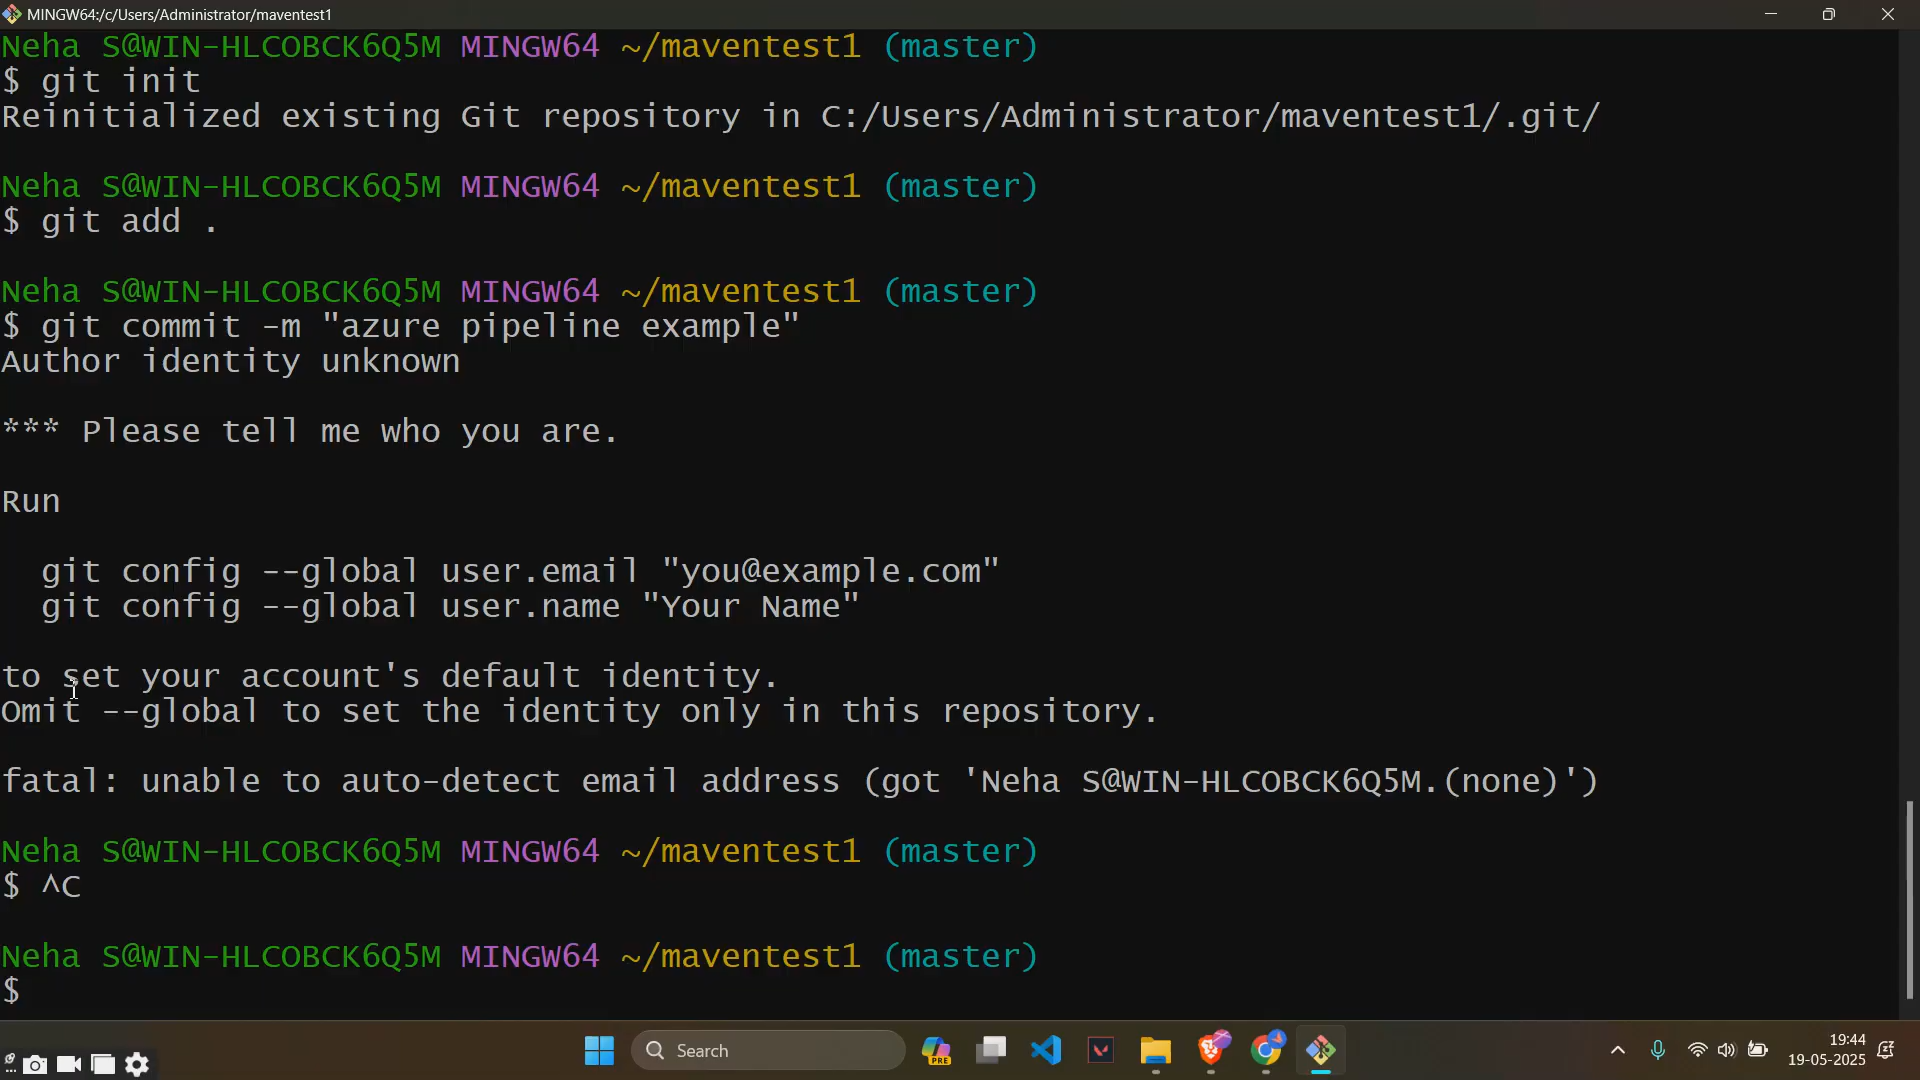 MINGW64:/c/Users/Administrator/maventest1
Neha S@WIN-HLCOBCK6Q5M MINGW64 ~/maventest1 (master)
$ git init
Reinitialized existing Git repository in C:/Users/Administrator/maventest1/.git/
Neha S@WIN-HLCOBCK6Q5M MINGW64 ~/maventest1 (master)
$ git add .
Neha S@WIN-HLCOBCK6Q5M MINGW64 ~/maventest1 (master)
$ git commit -m "azure pipeline example"
Author identity unknown
*** Please tell me who you are.
Run
git config --global user.email "you@example.com"
git config --global user.name "Your Name"
to set your account's default identity.
Omit --global to set the identity only in this repository.
fatal: unable to auto-detect email address (got 'Neha S@WIN-HLCOBCK6Q5M.(none)')
Neha S@WIN-HLCOBCK6Q5M MINGW64 ~/maventest1 (master)
$ ^C
Neha S@WIN-HLCOBCK6Q5M MINGW64 ~/maventest1 (master)
$
Search
PRE
19:44
19-05-2025